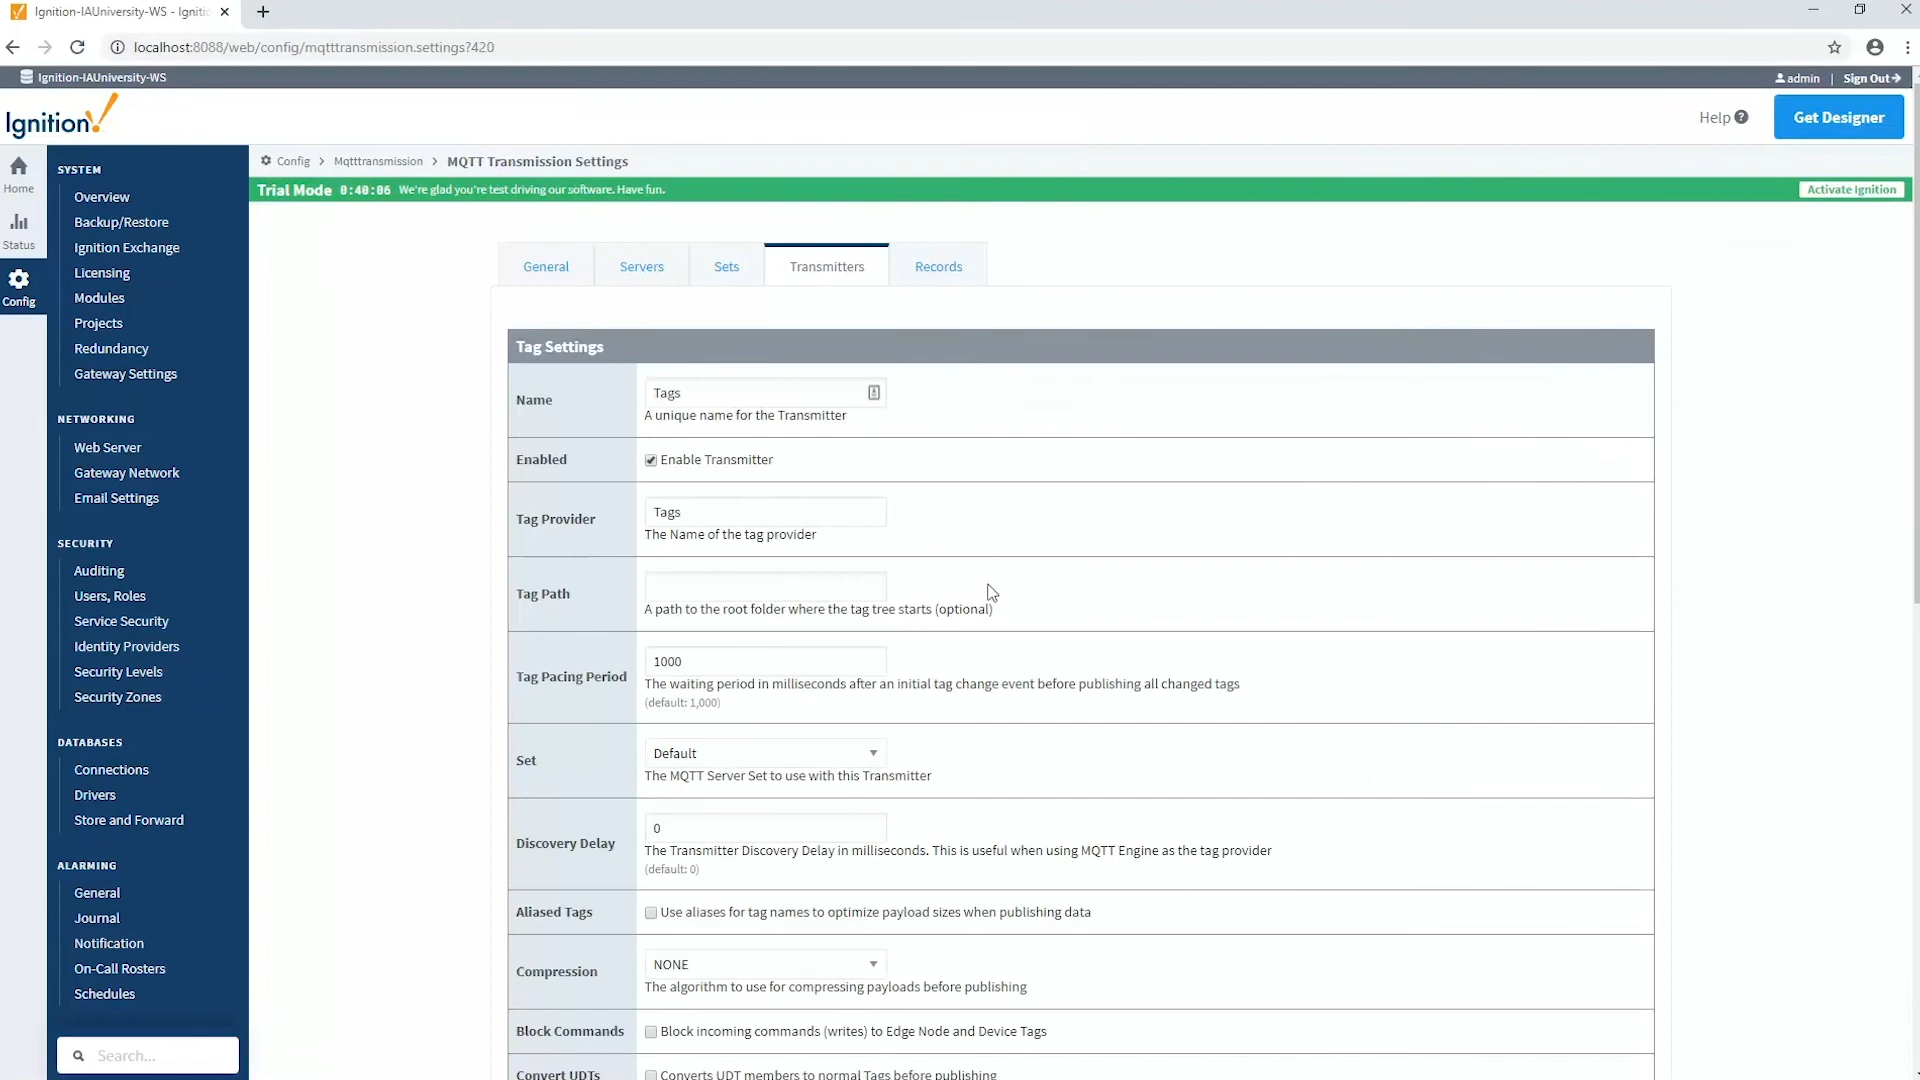 Ignition-IAUniversity-WS - Igniti
localhost:8088/web/config/mqtttransmission.settings?420
Ignition-IAUniversity-WS
admin | Sign Out
Ignition!
Help
Get Designer
Home
Status
Config
SYSTEM
Overview
Backup/Restore
Ignition Exchange
Licensing
Modules
Projects
Redundancy
Gateway Settings
NETWORKING
Web Server
Gateway Network
Email Settings
SECURITY
Auditing
Users, Roles
Service Security
Identity Providers
Security Levels
Security Zones
DATABASES
Connections
Drivers
Store and Forward
ALARMING
General
Journal
Notification
On-Call Rosters
Schedules
Search...
Config > Mqtttransmission > MQTT Transmission Settings
Trial Mode 0:40:06 We're glad you're test driving our software. Have fun.
Activate Ignition
General
Servers
Sets
Transmitters
Records
Tag Settings
Name
Tags
A unique name for the Transmitter
Enabled
Enable Transmitter
Tag Provider
Tags
The Name of the tag provider
Tag Path
A path to the root folder where the tag tree starts (optional)
Tag Pacing Period
1000
The waiting period in milliseconds after an initial tag change event before publishing all changed tags
(default: 1,000)
Set
Default
The MQTT Server Set to use with this Transmitter
Discovery Delay
0
The Transmitter Discovery Delay in milliseconds. This is useful when using MQTT Engine as the tag provider
(default: 0)
Aliased Tags
Use aliases for tag names to optimize payload sizes when publishing data
Compression
NONE
The algorithm to use for compressing payloads before publishing
Block Commands
Block incoming commands (writes) to Edge Node and Device Tags
Convert UDTs
Converts UDT members to normal Tags before publishing